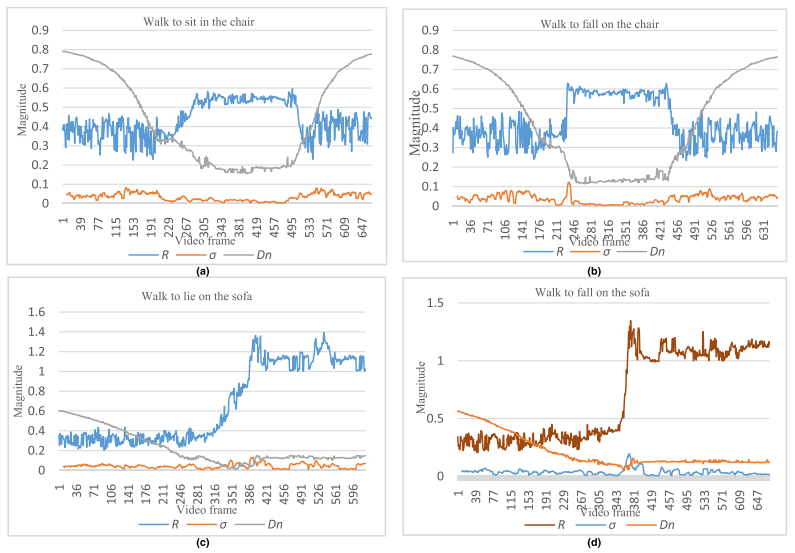 Walk to sit in the chair
0.9
0.8
0.7
0.6
0.5
0.4
0.3
0.2
0.1
0
Magnitude
1 39 77 115 153 191 229 267 305 343 381 419 457 495 533 571 609 647
Video frame
R σ Dn
(a)
Walk to fall on the chair
0.9
0.8
0.7
0.6
0.5
0.4
0.3
0.2
0.1
0
Magnitude
1 36 71 106 141 176 211 246 281 316 351 386 421 456 491 526 561 596 631
Video frame
R σ Dn
(b)
Walk to lie on the sofa
1.6
1.4
1.2
1
0.8
0.6
0.4
0.2
0
Magnitude
1 36 71 106 141 176 211 246 281 316 351 386 421 456 491 526 561 596
Video frame
R σ Dn
(c)
Walk to fall on the sofa
1.5
1
0.5
0
Magnitude
1 39 77 115 153 191 229 267 305 343 381 419 457 495 533 571 609 647
Video frame
R σ Dn
(d)